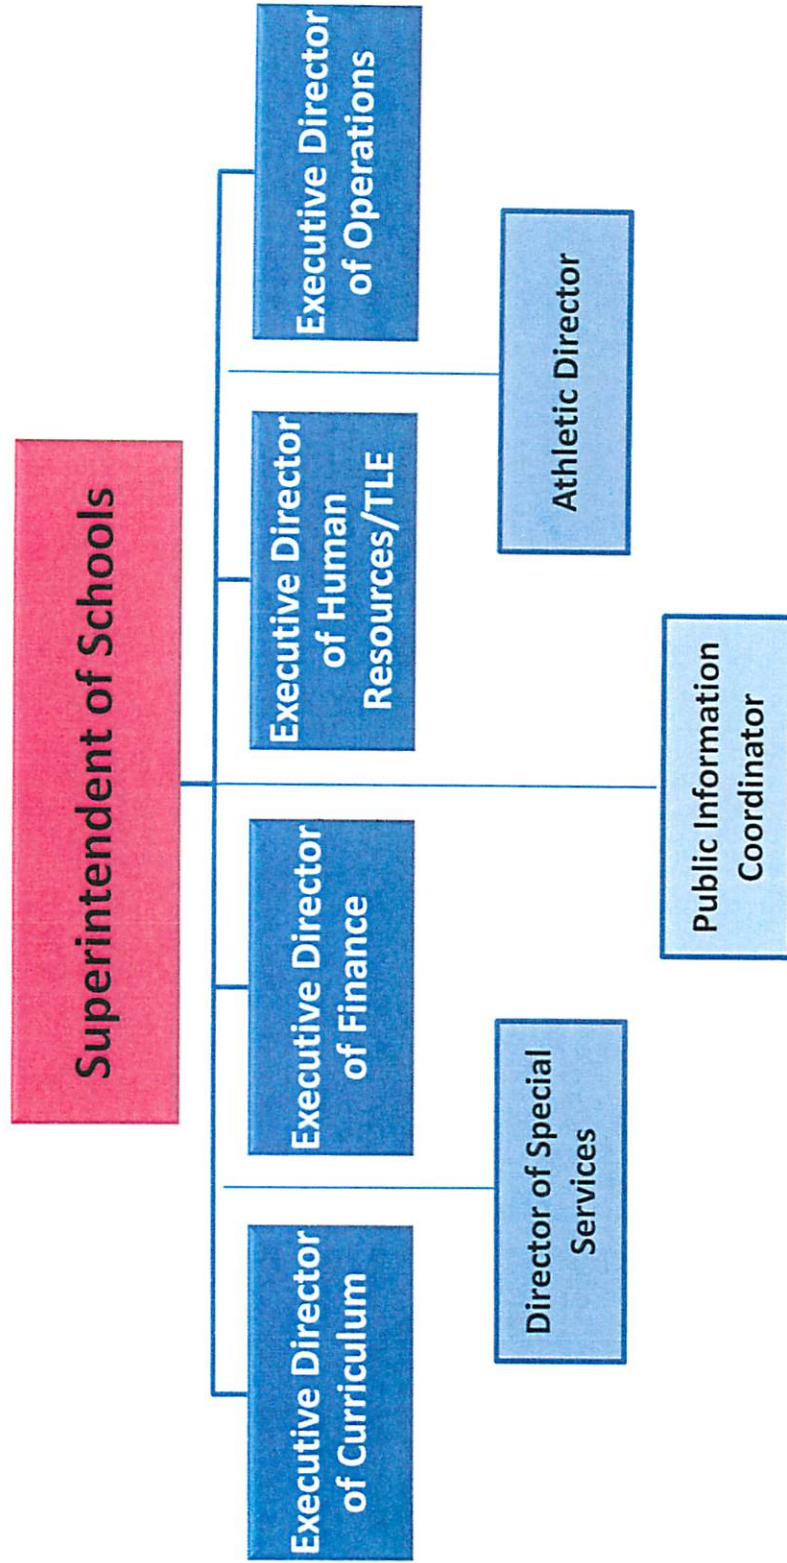 Superintendent of Schools
Executive Director
of Curriculum
Executive Director
of Finance
Executive Director
of Human
Resources/TLE
Executive Director
of Operations
Director of Special
Services
Athletic Director
Public Information
Coordinator